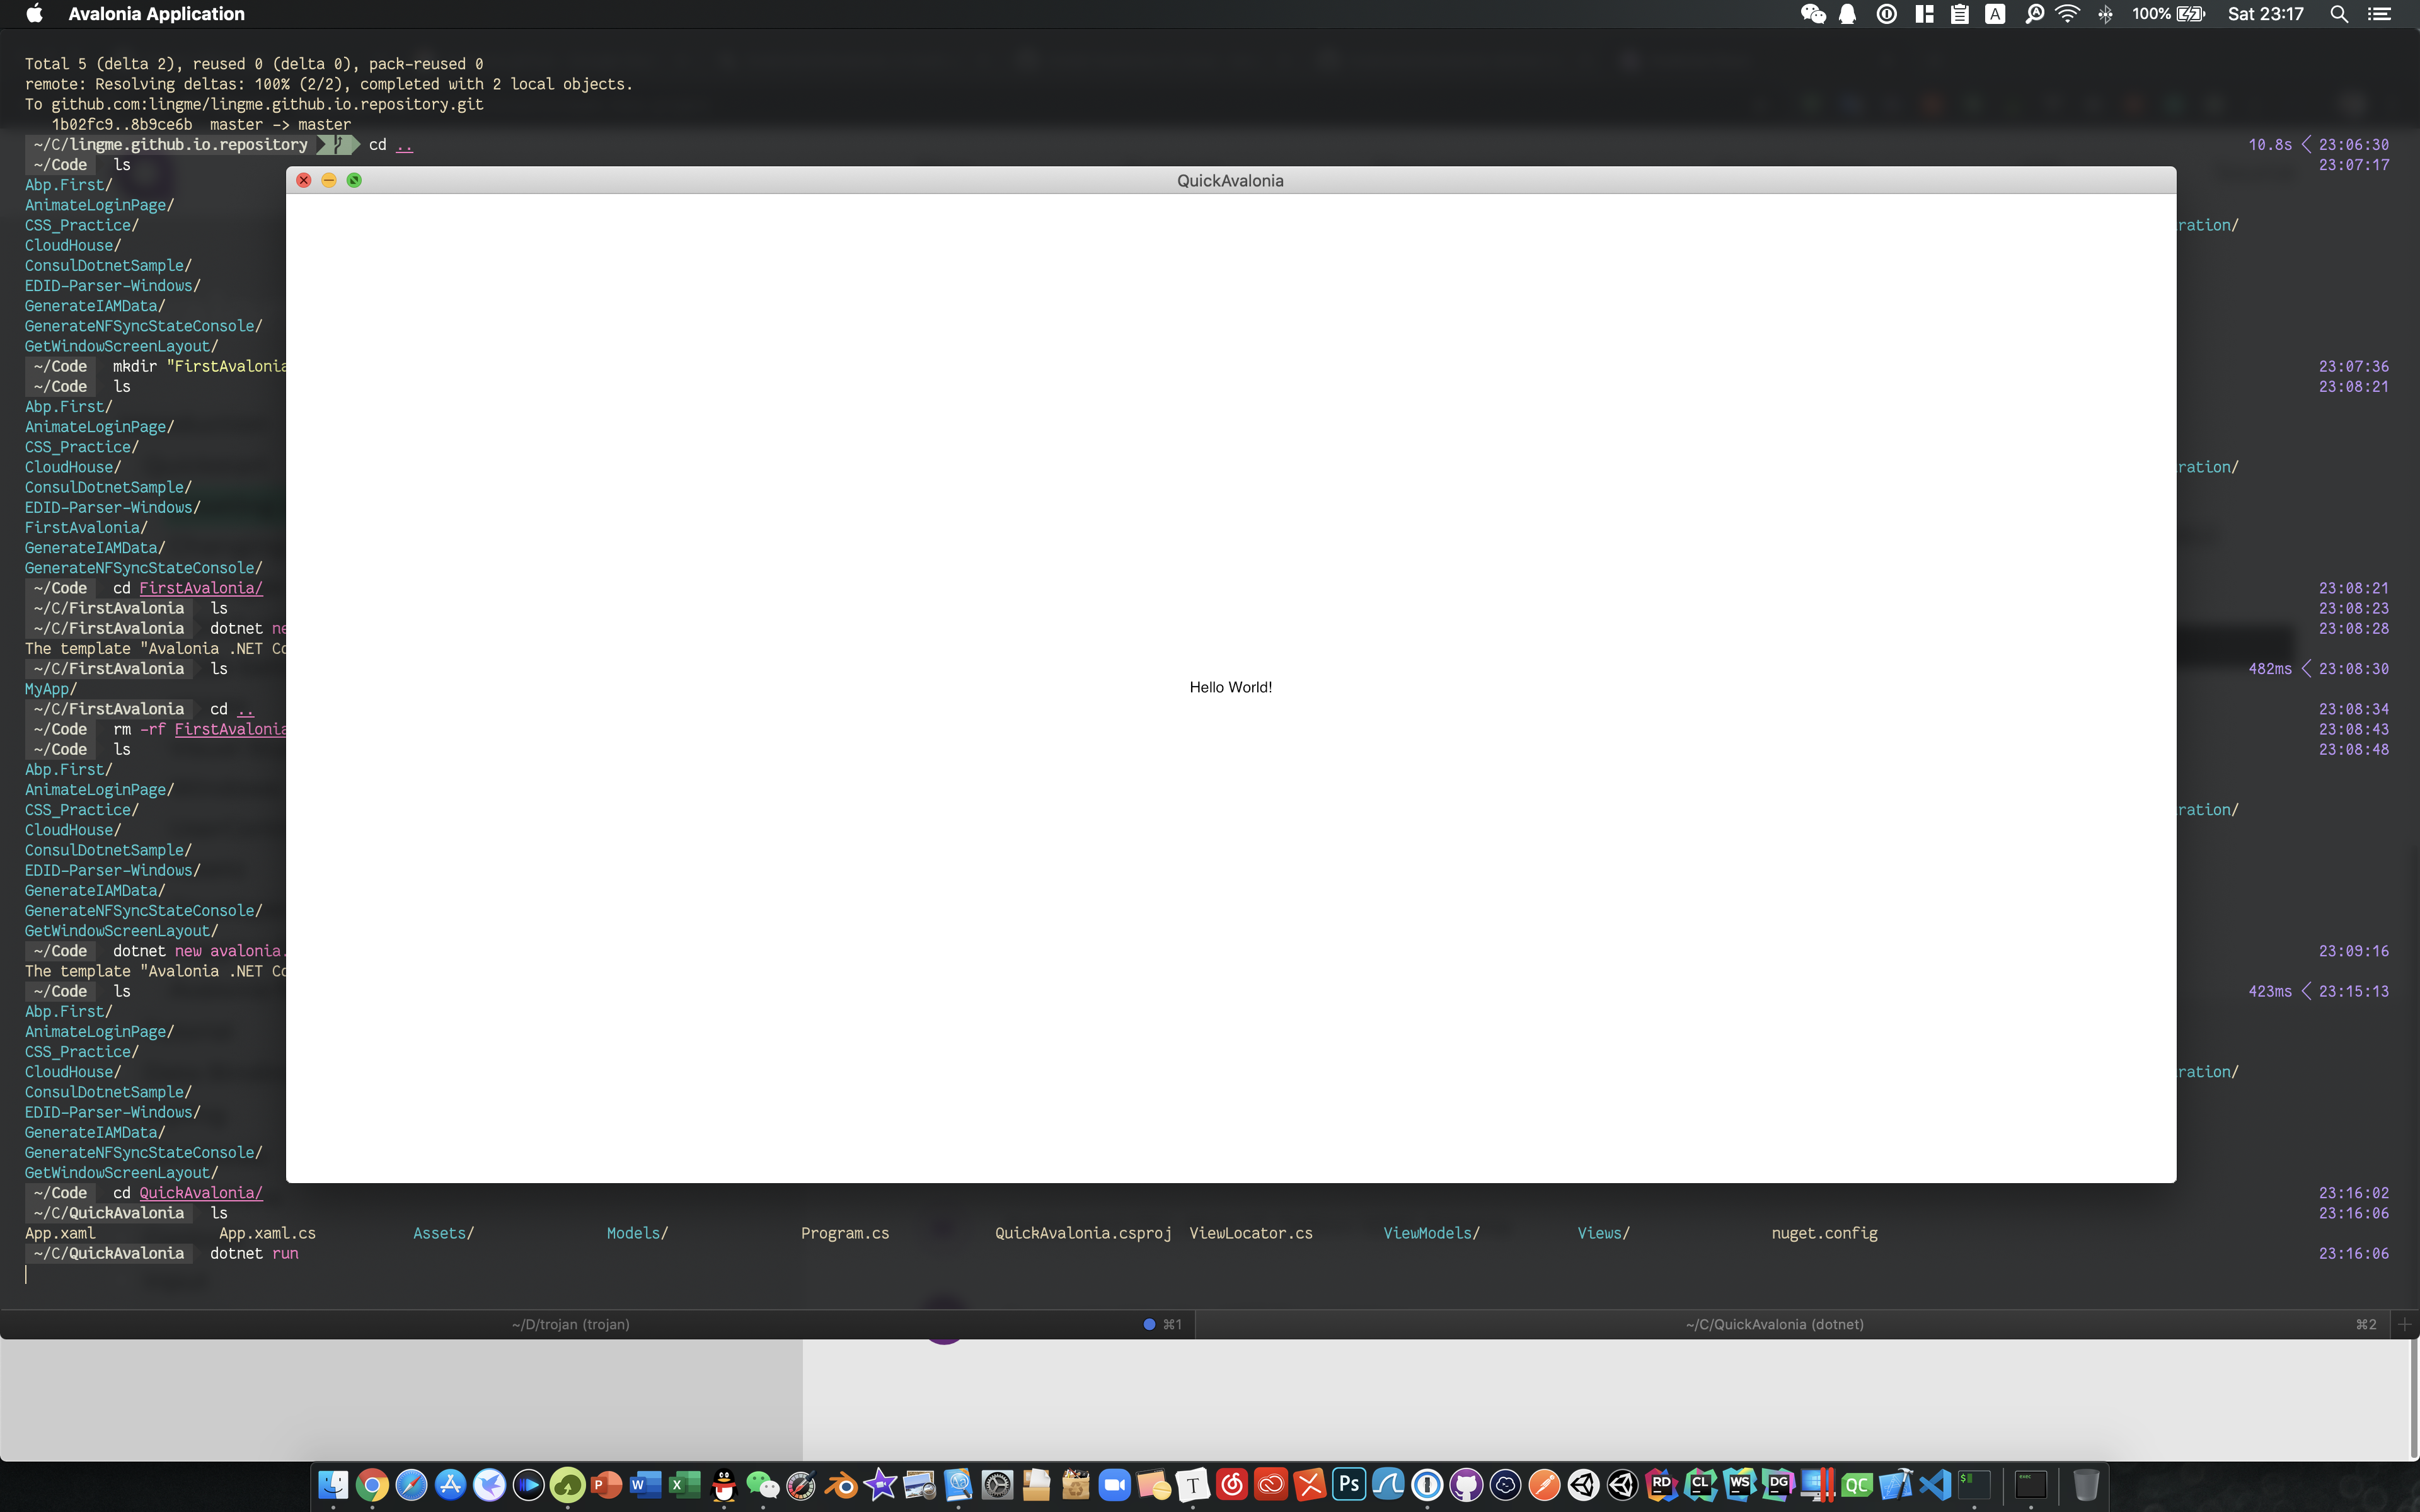 Avalonia Application
100% Sat 23:17
Total 5 (delta 2), reused 0 (delta 0), pack-reused 0
remote: Resolving deltas: 100% (2/2), completed with 2 local objects.
To github.com:lingme/lingme.github.io.repository.git
1b02fc9..8b9ce6b master -> master
~/C/lingme.github.io.repository cd .. 10.8s 23:06:30
~/Code ls 23:07:17
QuickAvalonia
Abp.First/
AnimateLoginPage/
CSS_Practice/ ration/
CloudHouse/
ConsulDotnetSample/
EDID-Parser-Windows/
GenerateIAMData/
GenerateNFSyncStateConsole/
GetWindowScreenLayout/
~/Code mkdir "FirstAvalonia 23:07:36
~/Code ls 23:08:21
Abp.First/
AnimateLoginPage/
CSS_Practice/
CloudHouse/ ration/
ConsulDotnetSample/
EDID-Parser-Windows/
FirstAvalonia/
GenerateIAMData/
GenerateNFSyncStateConsole/
~/Code cd FirstAvalonia/ 23:08:21
~/C/FirstAvalonia ls 23:08:23
~/C/FirstAvalonia dotnet ne 23:08:28
The template "Avalonia .NET Co
~/C/FirstAvalonia ls 482ms 23:08:30
MyApp/
Hello World!
~/C/FirstAvalonia cd .. 23:08:34
~/Code rm -rf FirstAvalonia 23:08:43
~/Code ls 23:08:48
Abp.First/
AnimateLoginPage/
CSS_Practice/ ration/
CloudHouse/
ConsulDotnetSample/
EDID-Parser-Windows/
GenerateIAMData/
GenerateNFSyncStateConsole/
GetWindowScreenLayout/
~/Code dotnet new avalonia. 23:09:16
The template "Avalonia .NET Co
~/Code ls 423ms 23:15:13
Abp.First/
AnimateLoginPage/
CSS_Practice/
CloudHouse/ ration/
ConsulDotnetSample/
EDID-Parser-Windows/
GenerateIAMData/
GenerateNFSyncStateConsole/
GetWindowScreenLayout/
~/Code cd QuickAvalonia/ 23:16:02
~/C/QuickAvalonia ls 23:16:06
App.xaml App.xaml.cs Assets/ Models/ Program.cs QuickAvalonia.csproj ViewLocator.cs ViewModels/ Views/ nuget.config
~/C/QuickAvalonia dotnet run 23:16:06
~/D/trojan (trojan) ⌘1 ~/C/QuickAvalonia (dotnet) ⌘2